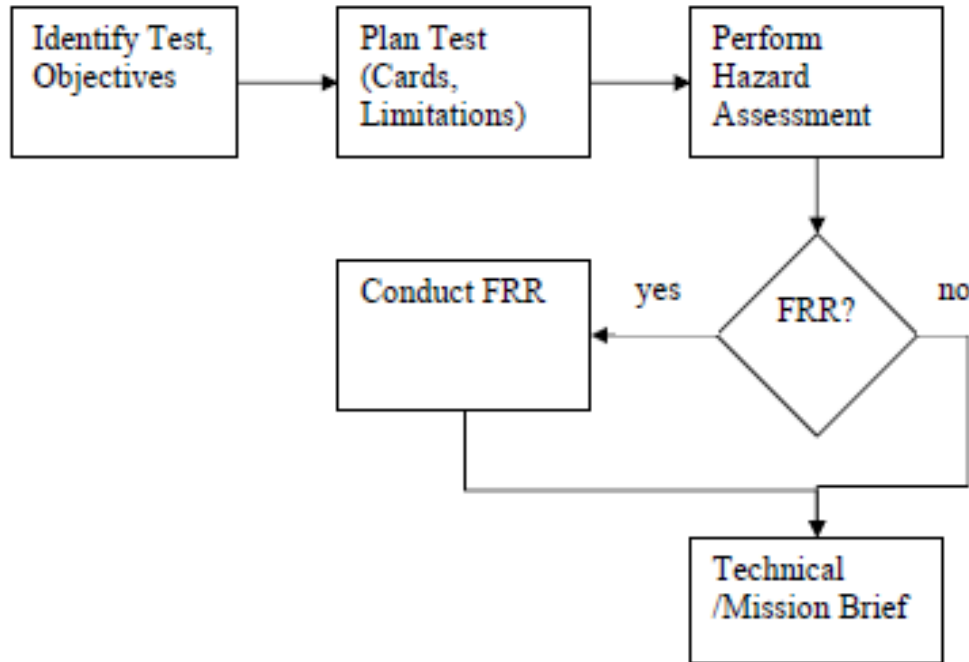 Identify Test,
Objectives
Plan Test
(Cards,
Limitations)
Perform
Hazard
Assessment
Conduct FRR
yes
FRR?
no
Technical
/Mission Brief